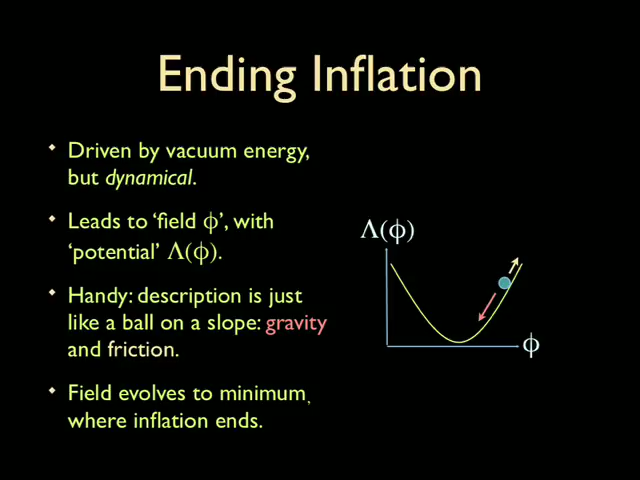 Ending Inflation
Driven by vacuum energy,
but dynamical.
Leads to ‘field ϕ’, with
‘potential’ Λ(ϕ).
Handy: description is just
like a ball on a slope: gravity
and friction.
Field evolves to minimum,
where inflation ends.
Λ(ϕ)
ϕ